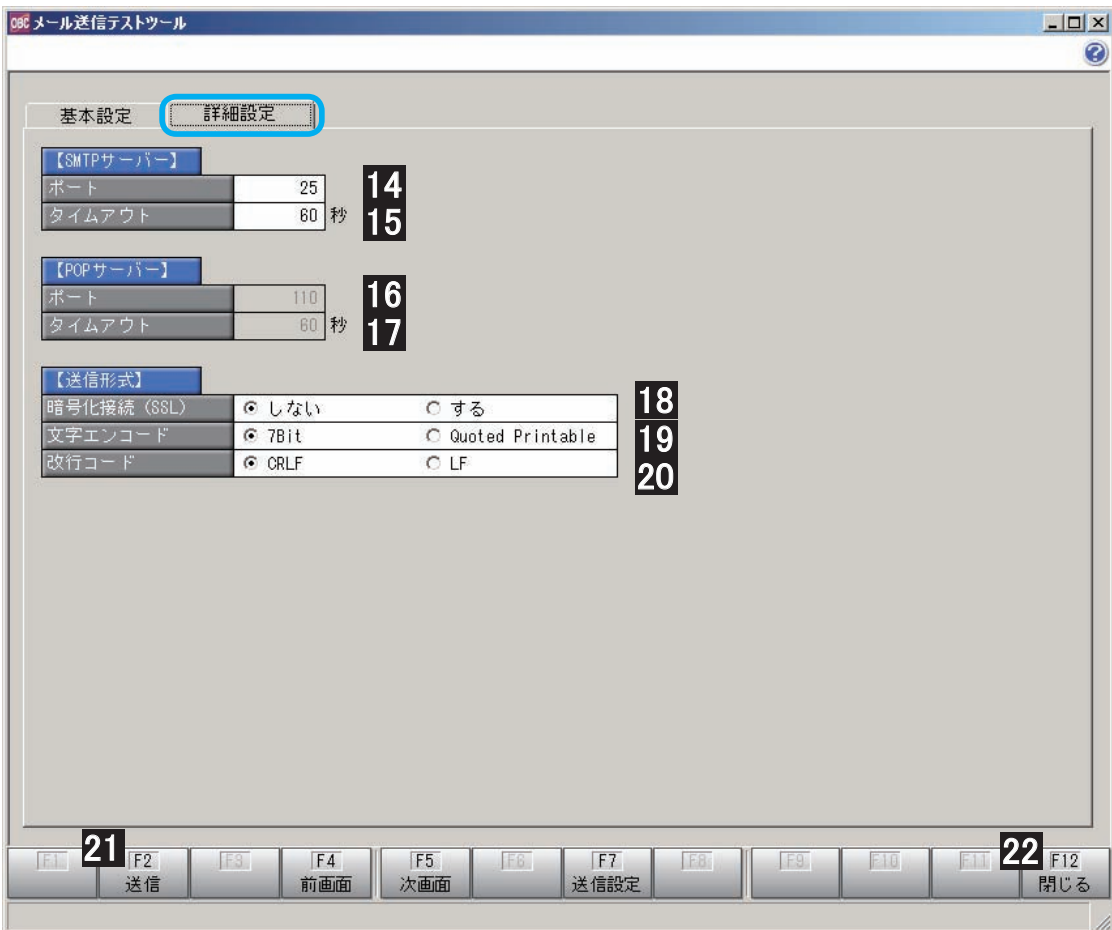 OBC メール送信テストツール
?
基本設定 詳細設定
【SMTPサーバー】
ポート 25 14
タイムアウト 60 秒 15
【POPサーバー】
ポート 110 16
タイムアウト 60 秒 17
【送信形式】
暗号化接続（SSL） しない する 18
文字エンコード 7Bit Quoted Printable 19
改行コード CRLF LF 20
21 22
F1 F2 F3 F4 F5 F6 F7 F8 F9 F10 F11 F12
送信 前画面 次画面 送信設定 閉じる